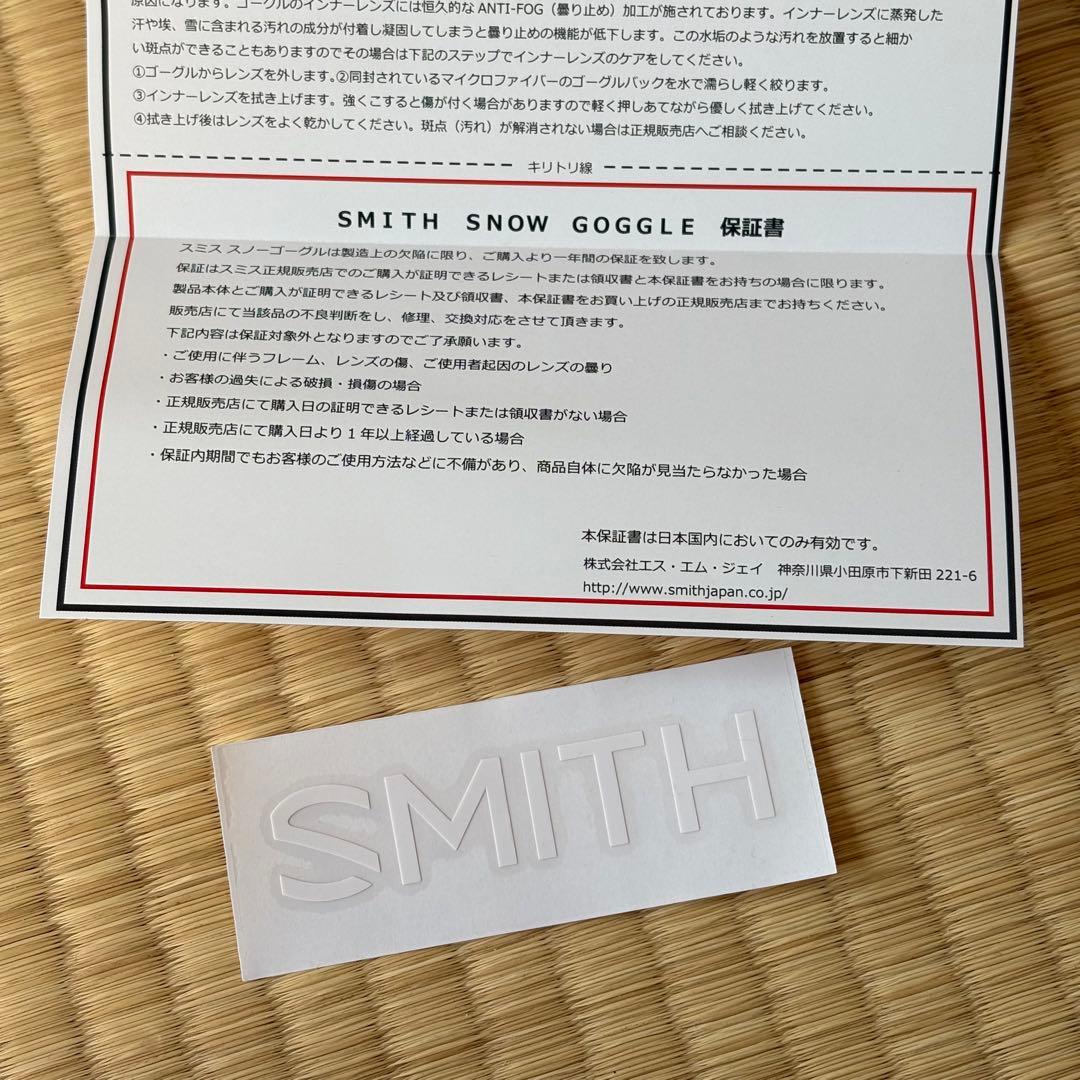 原因になります。ゴーグルのインナーレンズには恒久的な ANTI-FOG（曇り止め）加工が施されております。インナーレンズに蒸発した
汗や埃、雪に含まれる汚れの成分が付着し凝固してしまうと曇り止めの機能が低下します。この水垢のような汚れを放置すると細か
い斑点ができることもありますのでその場合は下記のステップでインナーレンズのケアをしてください。
①ゴーグルからレンズを外します。②同封されているマイクロファイバーのゴーグルバックを水で濡らし軽く絞ります。
③インナーレンズを拭き上げます。強くこすると傷が付く場合がありますので軽く押しあてながら優しく拭き上げてください。
④拭き上げ後はレンズをよく乾かしてください。斑点（汚れ）が解消されない場合は正規販売店へご相談ください。
キリトリ線
SMITH SNOW GOGGLE 保証書
スミス スノーゴーグルは製造上の欠陥に限り、ご購入より一年間の保証を致します。
保証はスミス正規販売店でのご購入が証明できるレシートまたは領収書と本保証書をお持ちの場合に限ります。
製品本体とご購入が証明できるレシート及び領収書、本保証書をお買い上げの正規販売店までお持ちください。
販売店にて当該品の不良判断をし、修理、交換対応をさせて頂きます。
下記内容は保証対象外となりますのでご了承願います。
・ご使用に伴うフレーム、レンズの傷、ご使用者起因のレンズの曇り
・お客様の過失による破損・損傷の場合
・正規販売店にて購入日の証明できるレシートまたは領収書がない場合
・正規販売店にて購入日より１年以上経過している場合
・保証内期間でもお客様のご使用方法などに不備があり、商品自体に欠陥が見当たらなかった場合
本保証書は日本国内においてのみ有効です。
株式会社エス・エム・ジェイ　神奈川県小田原市下新田 221-6
http://www.smithjapan.co.jp/
SMITH